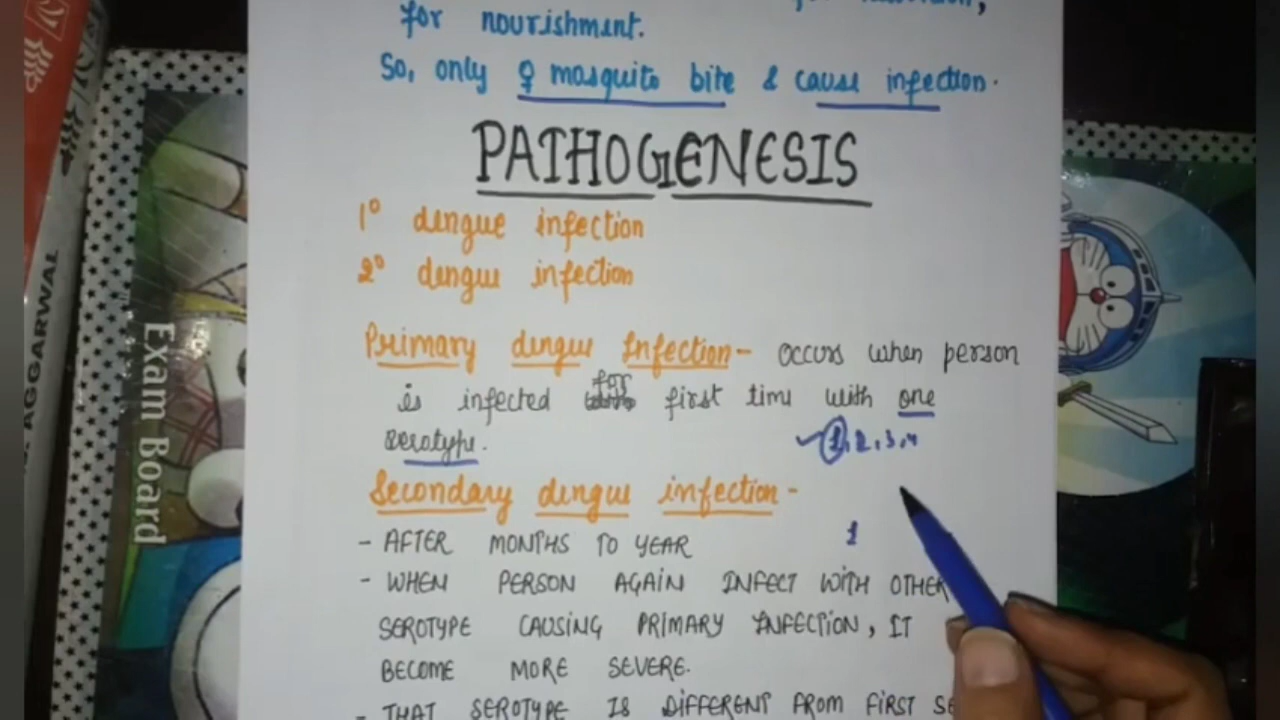 for nourishment.
So, only ♀ mosquito bite & cause infection.
PATHOGENESIS
1° dengue infection
2° dengue infection
Primary dengue Infection - OCCURS when person
is infected for first time with one
serotype.
1, 2, 3, 4
Secondary dengue infection -
- AFTER MONTHS TO YEAR
1
- WHEN PERSON AGAIN INFECT WITH OTHER
SEROTYPE CAUSING PRIMARY INFECTION, IT
BECOME MORE SEVERE.
- THAT SEROTYPE IS DIFFERENT FROM FIRST
AGGARWAL
Exam Board